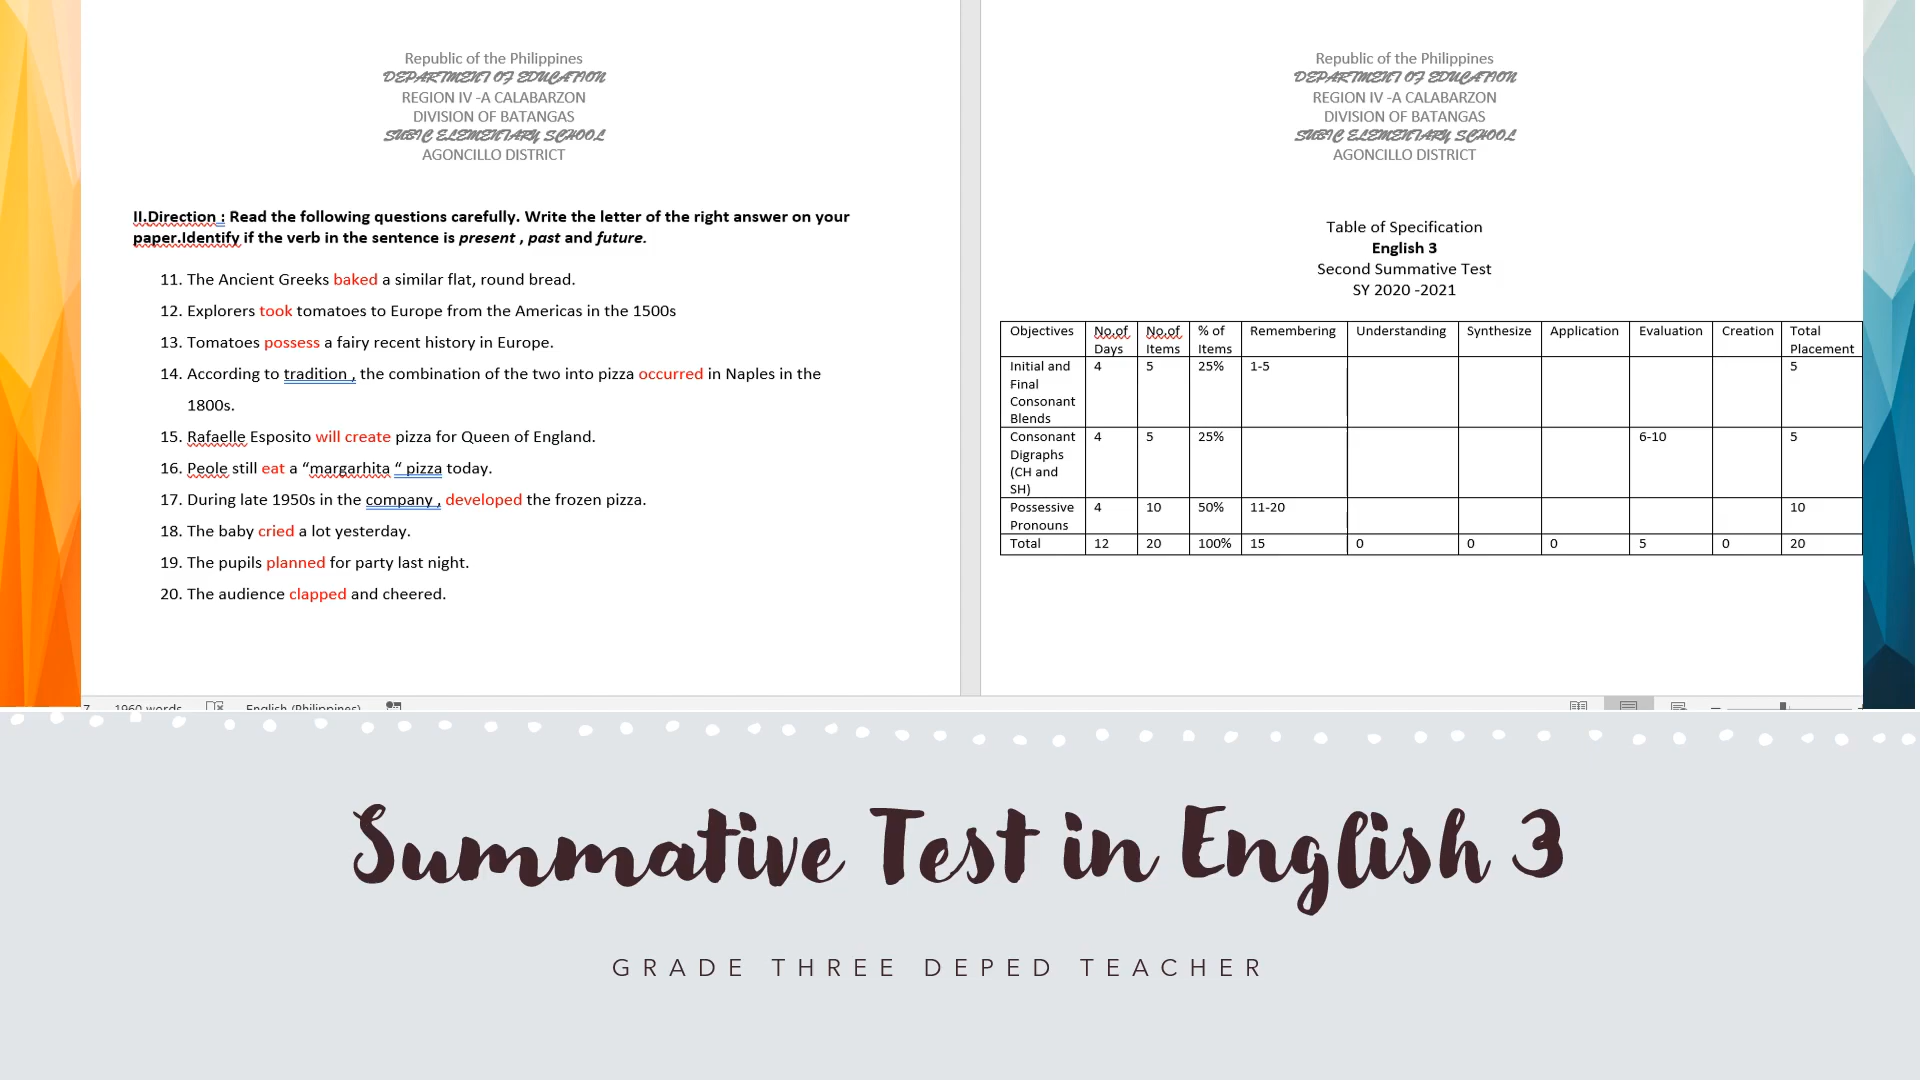 Republic of the Philippines
DEPARTMENT OF EDUCATION
REGION IV -A CALABARZON
DIVISION OF BATANGAS
SUBIC ELEMENTARY SCHOOL
AGONCILLO DISTRICT
II.Direction : Read the following questions carefully. Write the letter of the right answer on your
paper.Identify if the verb in the sentence is present , past and future.
11. The Ancient Greeks baked a similar flat, round bread.
12. Explorers took tomatoes to Europe from the Americas in the 1500s
13. Tomatoes possess a fairy recent history in Europe.
14. According to tradition , the combination of the two into pizza occurred in Naples in the
1800s.
15. Rafaelle Esposito will create pizza for Queen of England.
16. Peole still eat a “margarhita “ pizza today.
17. During late 1950s in the company , developed the frozen pizza.
18. The baby cried a lot yesterday.
19. The pupils planned for party last night.
20. The audience clapped and cheered.
7 1960 words English (Philippines)
Republic of the Philippines
DEPARTMENT OF EDUCATION
REGION IV -A CALABARZON
DIVISION OF BATANGAS
SUBIC ELEMENTARY SCHOOL
AGONCILLO DISTRICT
Table of Specification
English 3
Second Summative Test
SY 2020 -2021
Objectives No.of Days No.of Items % of Items Remembering Understanding Synthesize Application Evaluation Creation Total Placement
Initial and Final Consonant Blends 4 5 25% 1-5 5
Consonant Digraphs (CH and SH) 4 5 25% 6-10 5
Possessive Pronouns 4 10 50% 11-20 10
Total 12 20 100% 15 0 0 0 5 0 20
Summative Test in English 3
GRADE THREE DEPED TEACHER